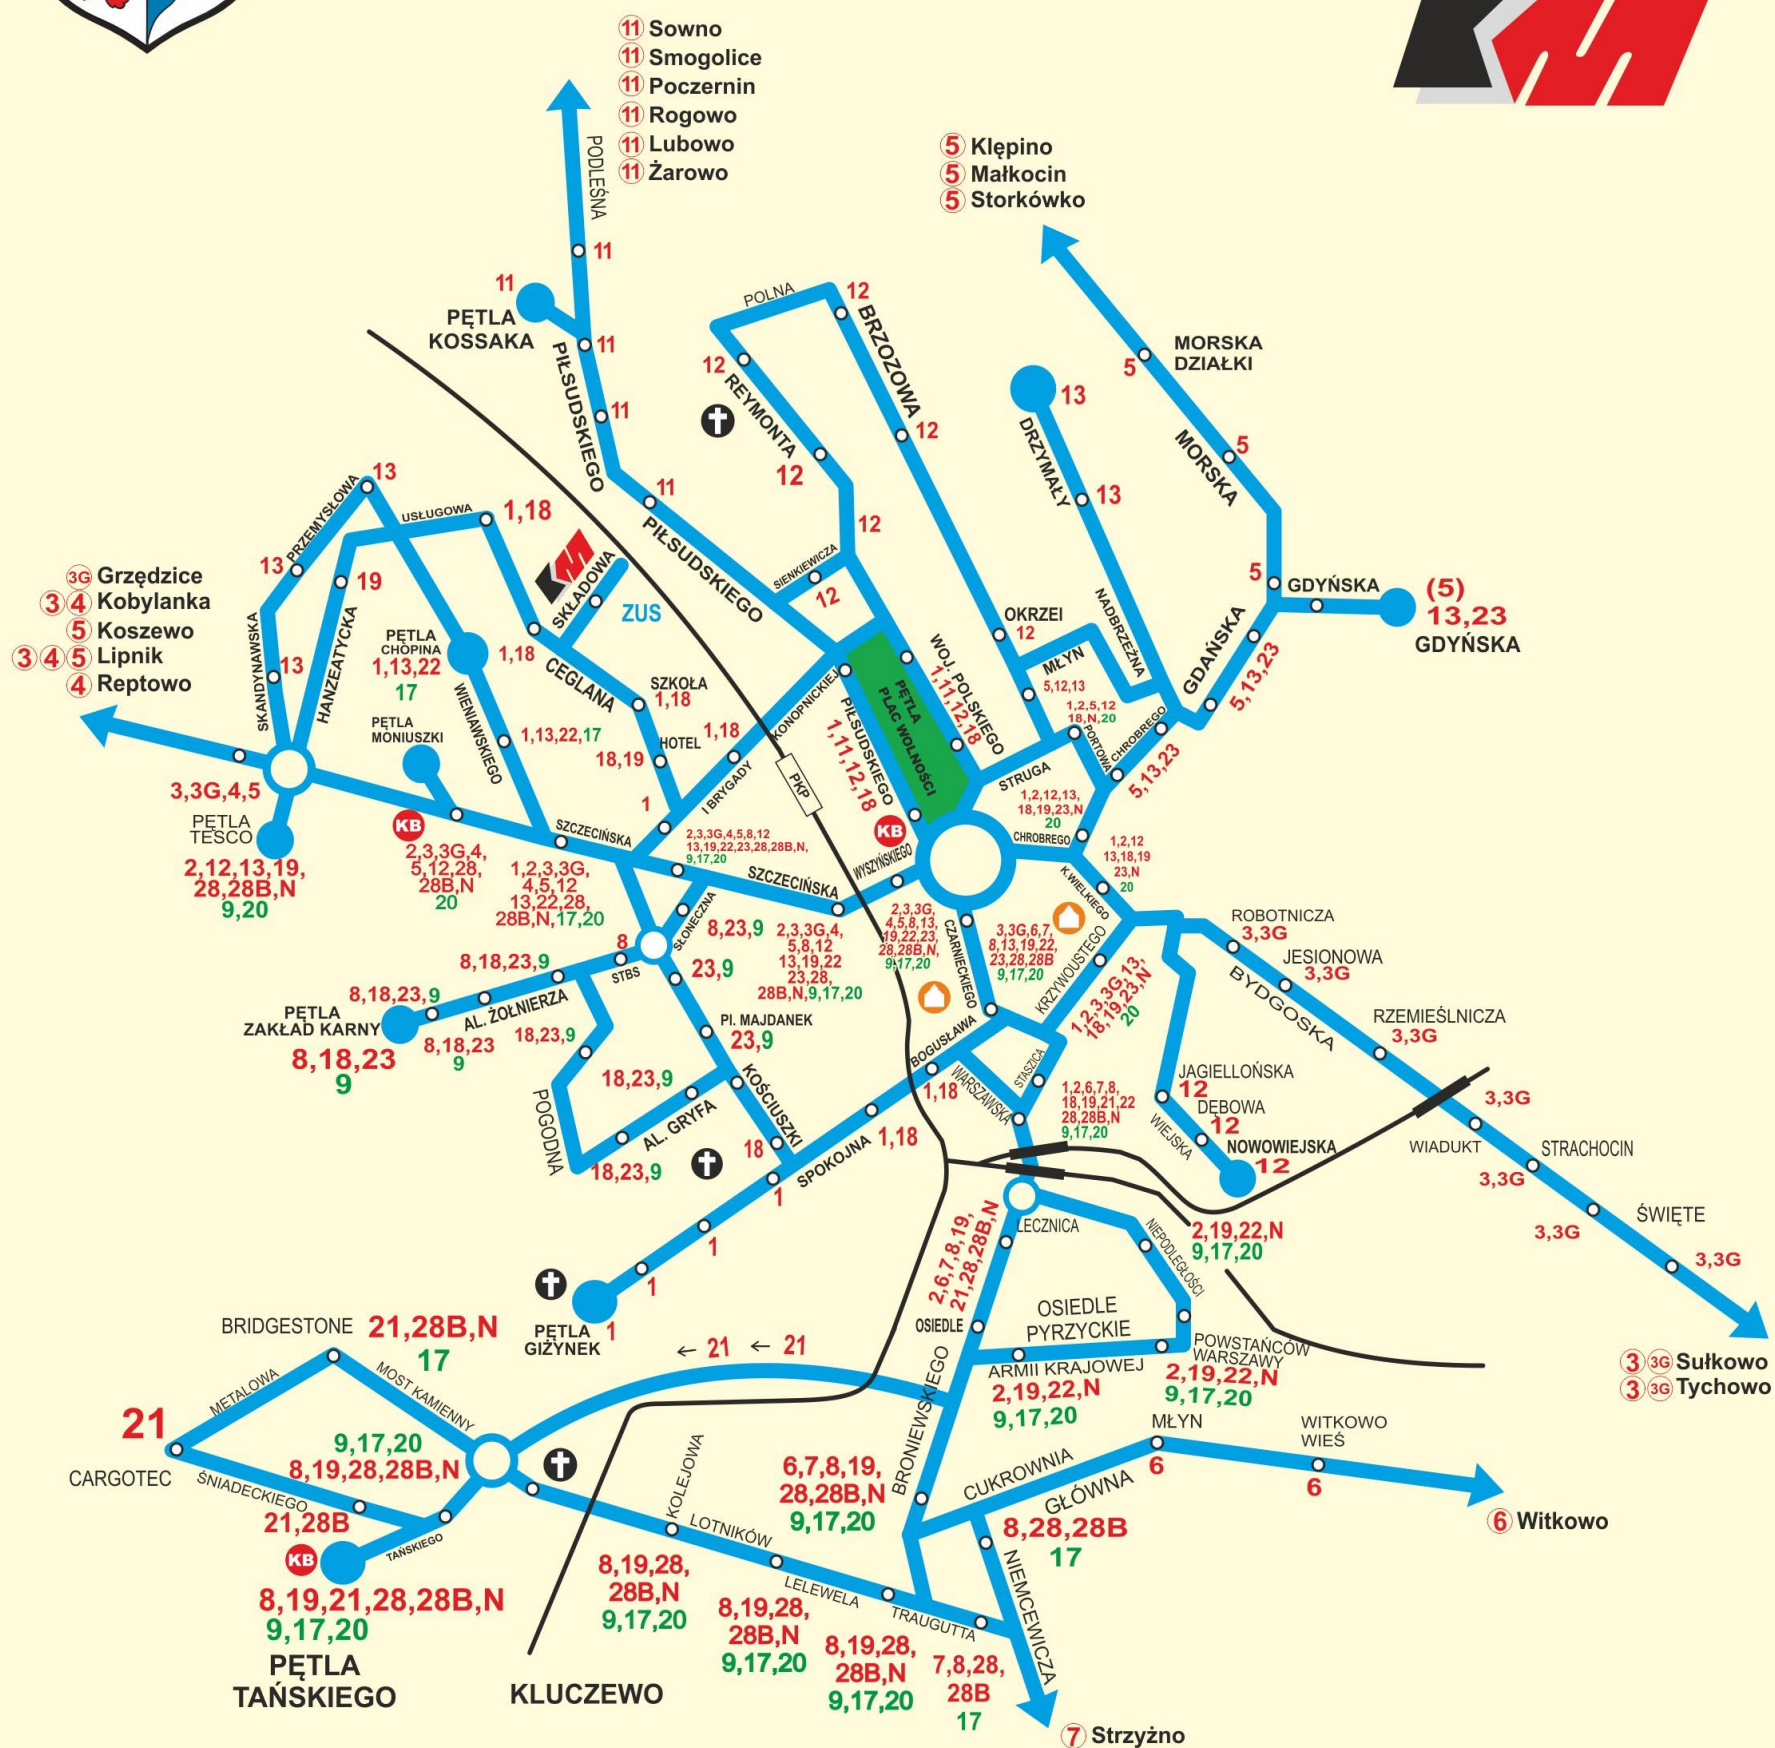 11 Sowno
11 Smogolice
11 Poczernin
11 Rogowo
11 Lubowo
11 Żarowo
PODLEŚNA
11
11
PĘTLA
KOSSAKA
11
PIŁSUDSKIEGO
11
11
PIŁSUDSKIEGO
5 Klępino
5 Małkocin
5 Storkówko
POLNA
12
BRZOZOWA
12
REYMONTA
12
12
12
SIENKIEWICZA
12
MORSKA
DZIAŁKI
5
MORSKA
5
5
GDYŃSKA
(5)
13,23
GDYŃSKA
13
DRZYMAŁY
13
NADBRZEŻNA
GDAŃSKA
5,13,23
OKRZEI
12
MŁYN
5,12,13
1,2,5,12
18,N,20
PORTOWA
CHROBREGO
5,13,23
13
PRZEMYSŁOWA
13
USŁUGOWA
1,18
19
HANZEATYCKA
SKANDYNAWSKA
13
3G Grzędzice
3 4 Kobylanka
5 Koszewo
3 4 5 Lipnik
4 Reptowo
SKŁADOWA
ZUS
1,18
CEGLANA
SZKOŁA
1,18
HOTEL
18,19
1
1,18
KONOPNICKIEJ
I BRYGADY
PKP
PĘTLA
CHOPINA
1,13,22
17
WIENIAWSKIEGO
1,13,22,17
PĘTLA
MONIUSZKI
3,3G,4,5
PĘTLA
TESCO
2,12,13,19,
28,28B,N
9,20
KB
2,3,3G,4,
5,12,28,
28B,N
20
SZCZECIŃSKA
1,2,3,3G,
4,5,12
13,22,28,
28B,N,17,20
2,3,3G,4,5,8,12
13,19,22,23,28,28B,N,
9,17,20
SZCZECIŃSKA
WYSZYŃSKIEGO
KB
PIŁSUDSKIEGO
1,11,12,18
PĘTLA
PLAC WOLNOŚCI
WOJ. POLSKIEGO
1,11,12,18
STRUGA
1,2,12,13,
18,19,23,N
20
CHROBREGO
1,2,12
13,18,19
23,N
20
K.WIELKIEGO
2,3,3G,4,
5,8,12
13,19,22
23,28,
28B,N,9,17,20
2,3,3G,
4,5,8,13,
19,22,23,
28,28B,N,
9,17,20
CZARNIECKIEGO
3,3G,6,7,
8,13,19,22,
23,28,28B
9,17,20
KRZYWOUSTEGO
1,2,3,3G,13,
18,19,23,N
20
ROBOTNICZA
3,3G
JESIONOWA
3,3G
BYDGOSKA
RZEMIEŚLNICZA
3,3G
3,3G
WIADUKT
STRACHOCIN
3,3G
ŚWIĘTE
3,3G
3,3G
3 3G Sułkowo
3 3G Tychowo
JAGIELLOŃSKA
12
DĘBOWA
12
WIEJSKA
NOWOWIEJSKA
12
SŁONECZNA
8,23,9
8
STBS
8,18,23,9
23,9
AL. ŻOŁNIERZA
8,18,23,9
PĘTLA
ZAKŁAD KARNY
8,18,23
9
8,18,23
9
18,23,9
POGODNA
18,23,9
18,23,9
AL. GRYFA
Pl. MAJDANEK
23,9
KOŚCIUSZKI
18
BOGUSŁAWA
1,18
SPOKOJNA
1,18
1
1
1
PĘTLA
GIŻYNEK
1
WARSZAWSKA
STASZICA
1,2,6,7,8,
18,19,21,22
28,28B,N
9,17,20
LECZNICA
2,6,7,8,19,
21,28,28B,N
NIEPODLEGŁOŚCI
2,19,22,N
9,17,20
OSIEDLE
OSIEDLE
PYRZYCKIE
ARMII KRAJOWEJ
2,19,22,N
9,17,20
POWSTAŃCÓW
WARSZAWY
2,19,22,N
9,17,20
BRONIEWSKIEGO
← 21 ← 21
BRIDGESTONE 21,28B,N
17
METALOWA
MOST KAMIENNY
21
CARGOTEC
ŚNIADECKIEGO
21,28B
9,17,20
8,19,28,28B,N
TAŃSKIEGO
KB
8,19,21,28,28B,N
9,17,20
PĘTLA
TAŃSKIEGO
KLUCZEWO
KOLEJOWA
LOTNIKÓW
8,19,28,
28B,N
9,17,20
LELEWELA
8,19,28,
28B,N
9,17,20
TRAUGUTTA
8,19,28,
28B,N
9,17,20
7,8,28,
28B
17
6,7,8,19,
28,28B,N
9,17,20
CUKROWNIA
GŁÓWNA
8,28,28B
17
MŁYN
6
WITKOWO
WIEŚ
6
6 Witkowo
NIEMCEWICZA
7 Strzyżno